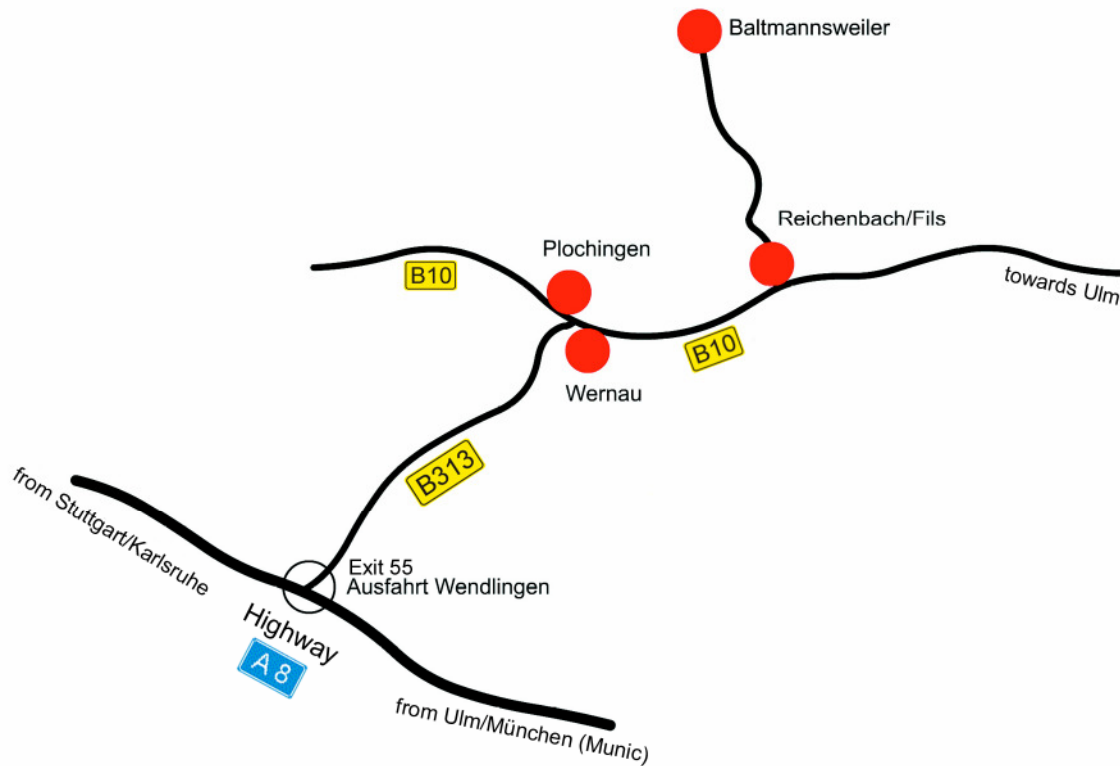 Baltmannsweiler
Reichenbach/Fils
Plochingen
B10
towards Ulm
B10
Wernau
B313
from Stuttgart/Karlsruhe
Exit 55
Ausfahrt Wendlingen
Highway
A 8
from Ulm/München (Munic)